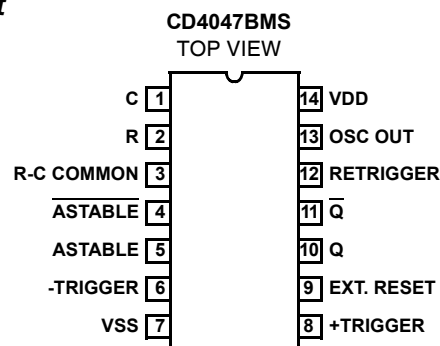 CD4047BMS
TOP VIEW
C 1
R 2
R-C COMMON 3
ASTABLE 4
ASTABLE 5
-TRIGGER 6
VSS 7
14 VDD
13 OSC OUT
12 RETRIGGER
11 Q
10 Q
9 EXT. RESET
8 +TRIGGER